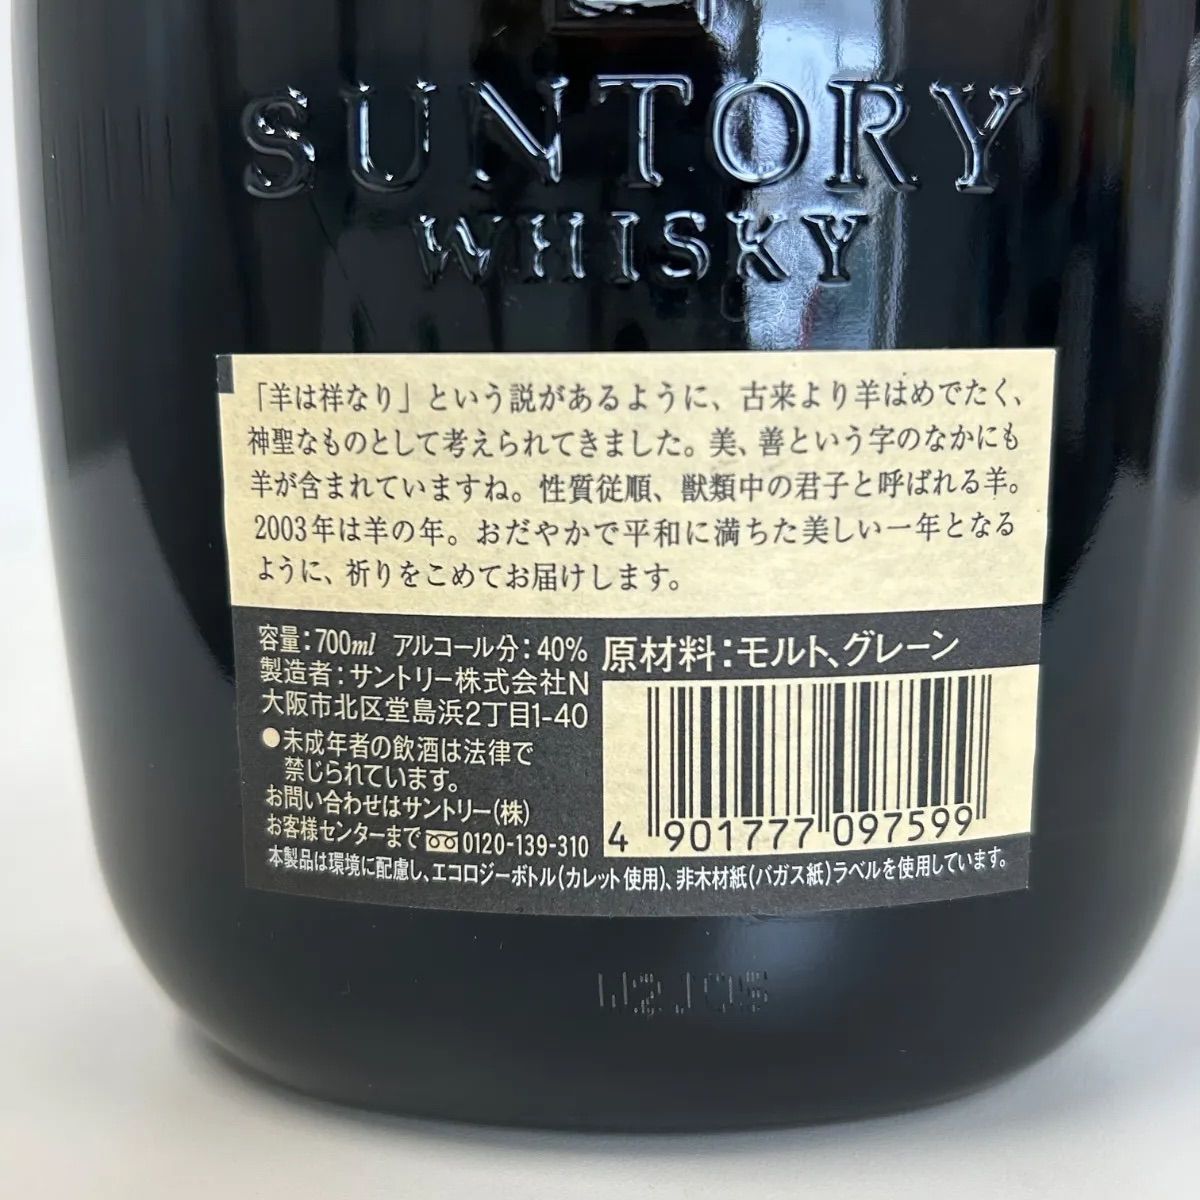 SUNTORY
WHISKY
「羊は祥なり」という説があるように、古来より羊はめでたく、
神聖なものとして考えられてきました。美、善という字のなかにも
羊が含まれていますね。性質従順、獣類中の君子と呼ばれる羊。
2003年は羊の年。おだやかで平和に満ちた美しい一年となる
ように、祈りをこめてお届けします。
容量:700ml アルコール分:40%
製造者:サントリー株式会社N
大阪市北区堂島浜2丁目1-40
●未成年者の飲酒は法律で
禁じられています。
お問い合わせはサントリー(株)
お客様センターまで 0120-139-310
原材料:モルト、グレーン
4 901777 097599
本製品は環境に配慮し、エコロジーボトル(カレット使用)、非木材紙(バガス紙)ラベルを使用しています。